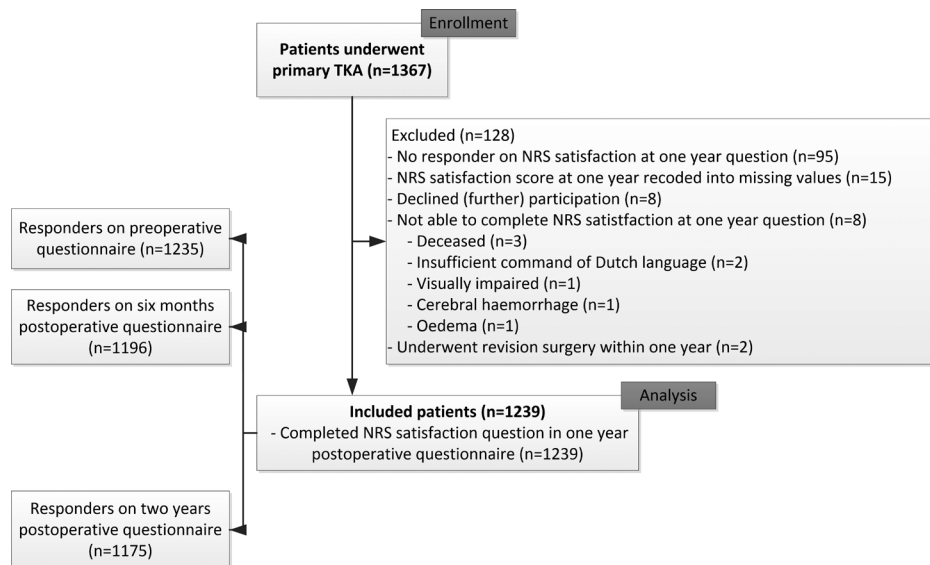 Enrollment
Patients underwent
primary TKA (n=1367)
Excluded (n=128)
- No responder on NRS satisfaction at one year question (n=95)
- NRS satisfaction score at one year recoded into missing values (n=15)
- Declined (further) participation (n=8)
- Not able to complete NRS satistfaction at one year question (n=8)
- Deceased (n=3)
- Insufficient command of Dutch language (n=2)
- Visually impaired (n=1)
- Cerebral haemorrhage (n=1)
- Oedema (n=1)
- Underwent revision surgery within one year (n=2)
Responders on preoperative
questionnaire (n=1235)
Responders on six months
postoperative questionnaire
(n=1196)
Analysis
Included patients (n=1239)
- Completed NRS satisfaction question in one year
postoperative questionnaire (n=1239)
Responders on two years
postoperative questionnaire
(n=1175)